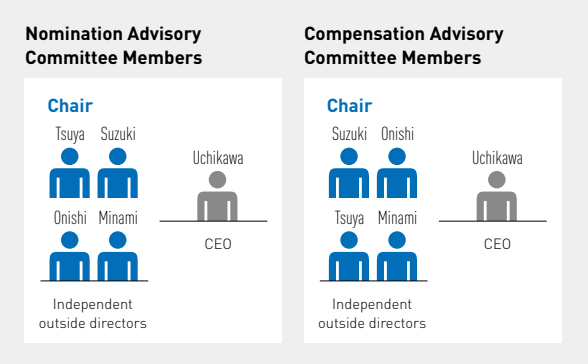 Nomination Advisory
Committee Members
Chair
Tsuya Suzuki
Uchikawa
Onishi Minami
CEO
Independent
outside directors
Compensation Advisory
Committee Members
Chair
Suzuki Onishi
Uchikawa
Tsuya Minami
CEO
Independent
outside directors